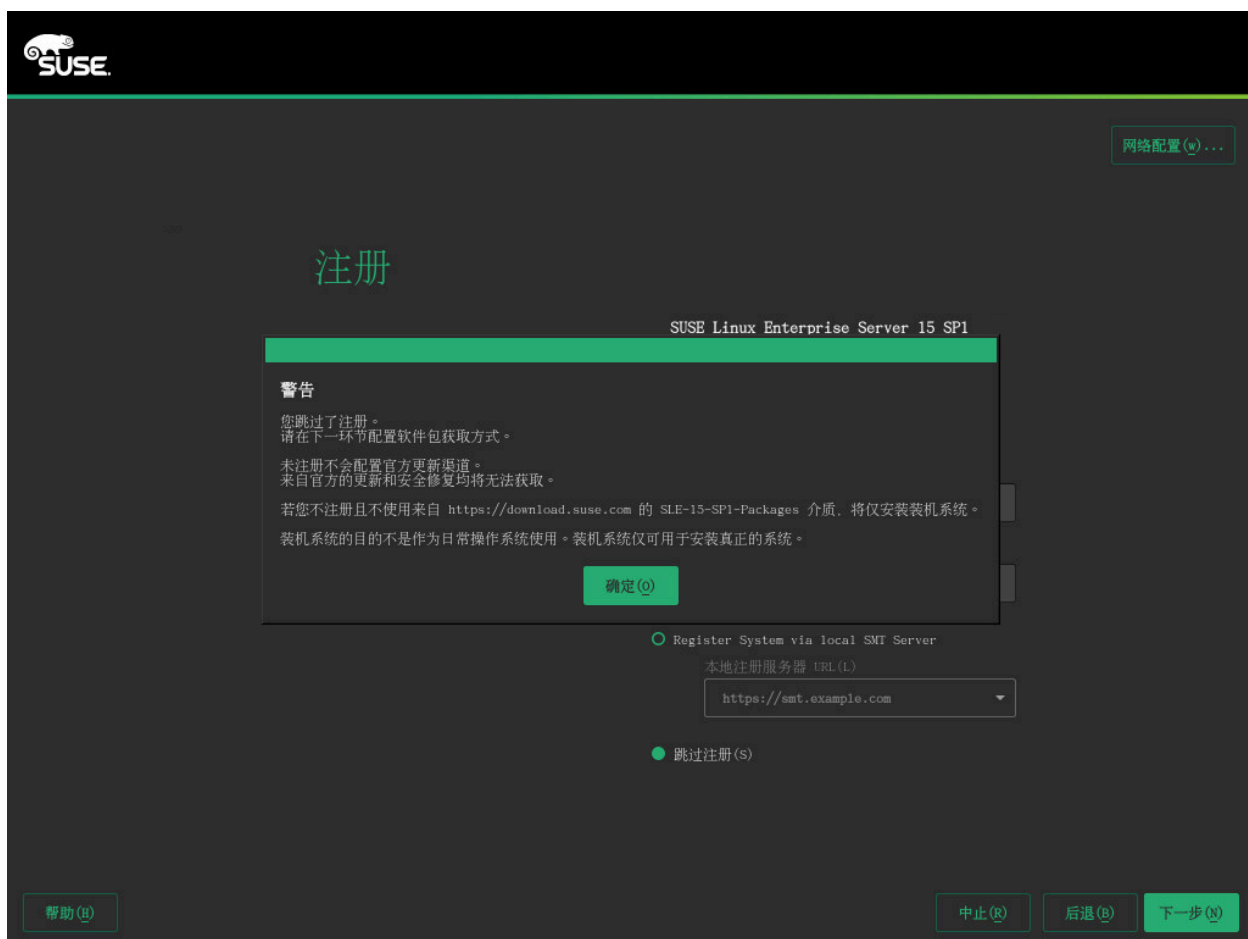 SUSE.
网络配置(w)...
注册
SUSE Linux Enterprise Server 15 SP1
警告
您跳过了注册。
请在下一环节配置软件包获取方式。
未注册不会配置官方更新渠道。
来自官方的更新和安全修复均将无法获取。
若您不注册且不使用来自 https://download.suse.com 的 SLE-15-SP1-Packages 介质, 将仅安装装机系统。
装机系统的目的不是作为日常操作系统使用。装机系统仅可用于安装真正的系统。
确定(O)
Register System via local SMT Server
本地注册服务器 URL(L)
https://smt.example.com
跳过注册(S)
帮助(H)
中止(R)
后退(B)
下一步(N)